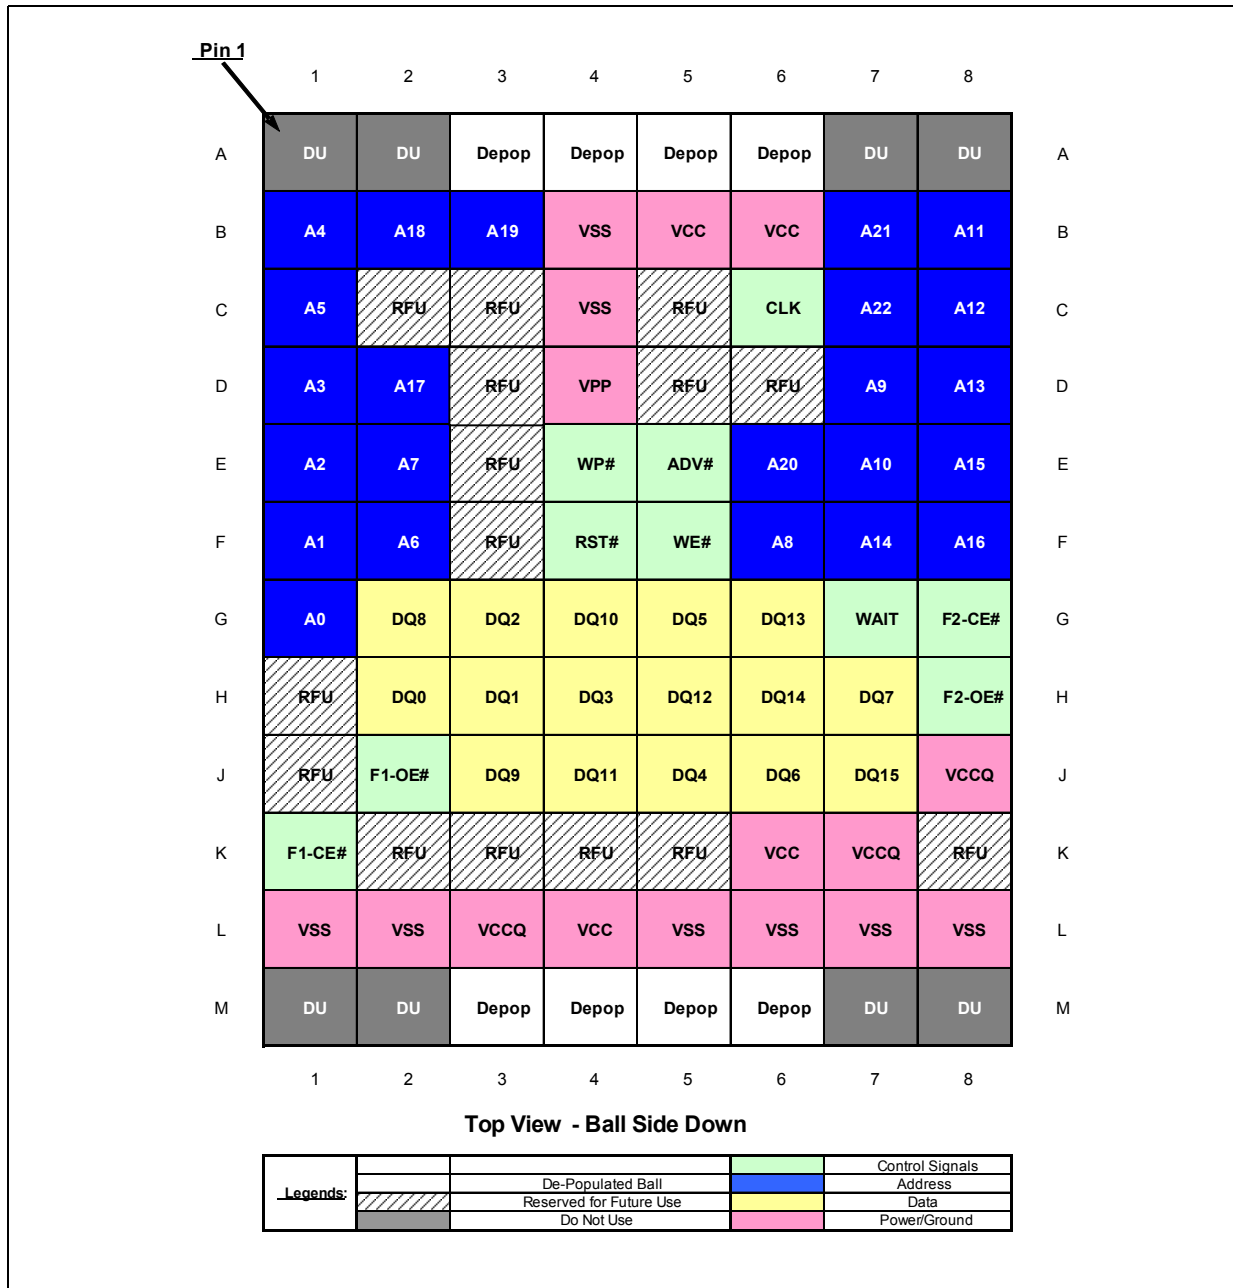 Pin 1
1 2 3 4 5 6 7 8
A DU DU Depop Depop Depop Depop DU DU A
B A4 A18 A19 VSS VCC VCC A21 A11 B
C A5 RFU RFU VSS RFU CLK A22 A12 C
D A3 A17 RFU VPP RFU RFU A9 A13 D
E A2 A7 RFU WP# ADV# A20 A10 A15 E
F A1 A6 RFU RST# WE# A8 A14 A16 F
G A0 DQ8 DQ2 DQ10 DQ5 DQ13 WAIT F2-CE# G
H RFU DQ0 DQ1 DQ3 DQ12 DQ14 DQ7 F2-OE# H
J RFU F1-OE# DQ9 DQ11 DQ4 DQ6 DQ15 VCCQ J
K F1-CE# RFU RFU RFU RFU VCC VCCQ RFU K
L VSS VSS VCCQ VCC VSS VSS VSS VSS L
M DU DU Depop Depop Depop Depop DU DU M
1 2 3 4 5 6 7 8
Top View - Ball Side Down
Legends:
Control Signals
De-Populated Ball Address
Reserved for Future Use Data
Do Not Use Power/Ground